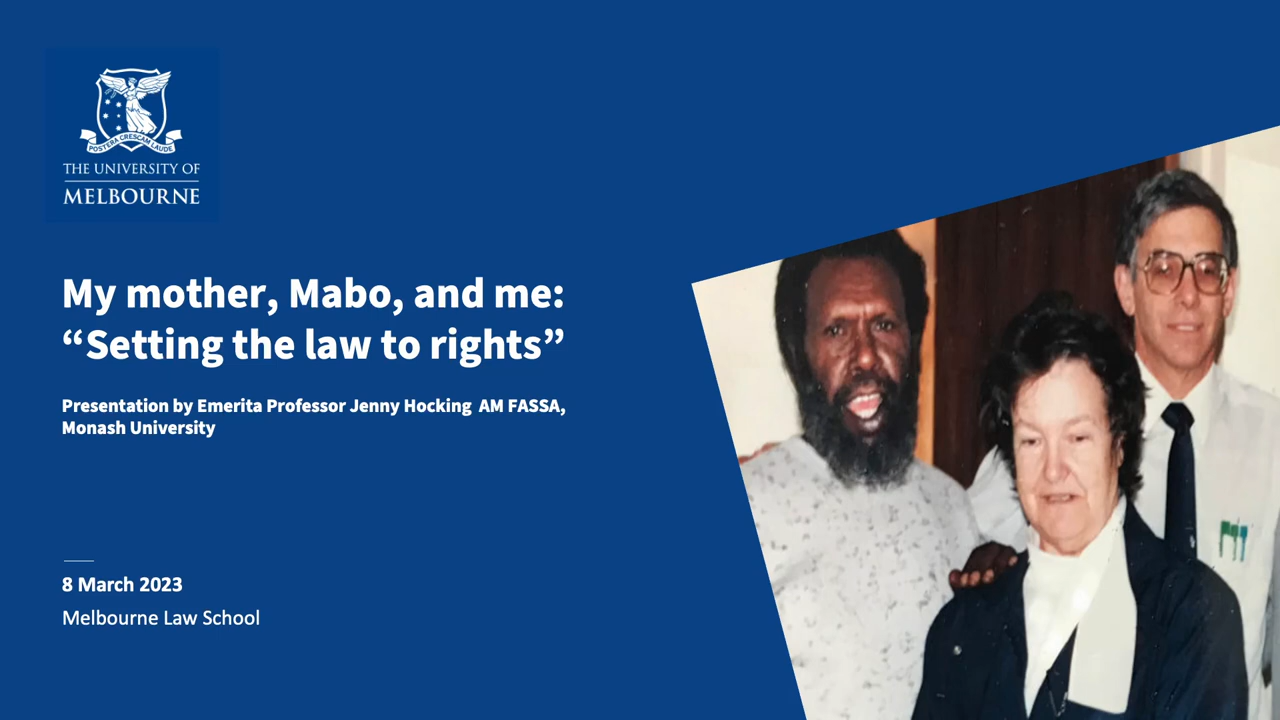 POSTERA CRESCAM LAUDE
THE UNIVERSITY OF
MELBOURNE
My mother, Mabo, and me:
“Setting the law to rights”
Presentation by Emerita Professor Jenny Hocking AM FASSA,
Monash University
8 March 2023
Melbourne Law School